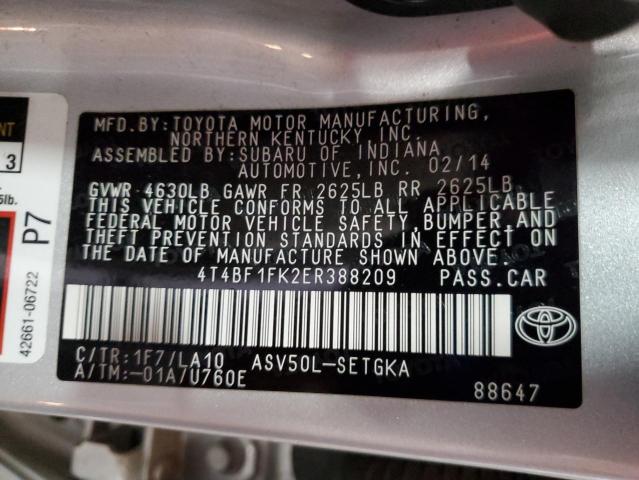 MFD.BY:TOYOTA MOTOR MANUFACTURING,
NORTHERN KENTUCKY, INC.
ASSEMBLED BY:SUBARU OF INDIANA
AUTOMOTIVE,INC. 02/14
GVWR 4630LB GAWR FR 2625LB RR 2625LB
THIS VEHICLE CONFORMS TO ALL APPLICABLE
FEDERAL MOTOR VEHICLE SAFETY,BUMPER AND
THEFT PREVENTION STANDARDS IN EFFECT ON
THE DATE OF MANUFACTURE SHOWN ABOVE.
4T4BF1FK2ER388209 PASS.CAR
C/TR:1F7/LA10 ASV50L-SETGKA
A/TM:-01A/U760E
88647
3
5lb.
P7
42661-06722